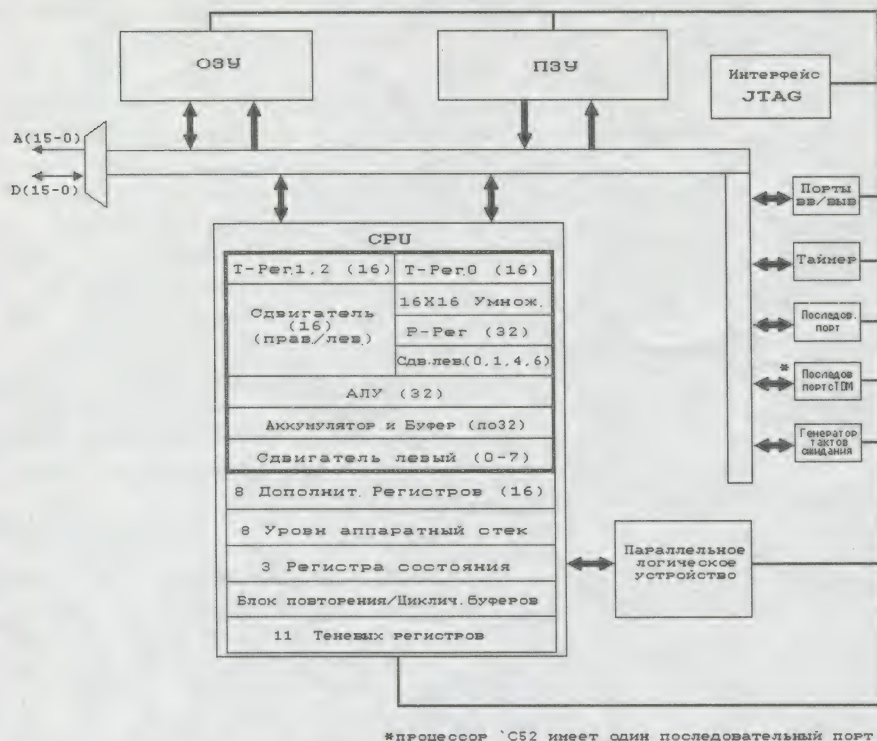 ОЗУ
ПЗУ
Интерфейс
JTAG
A(15-0)
D(15-0)
Порты
вв/выв
Таймер
Последов.
порт
*
Последов
портсTDM
Генератор
тактов
ожидания
CPU
Т-Рег.1,2 (16)
Т-Рег.0 (16)
Сдвигатель
(16)
(прав./лев.)
16X16 Умнож.
Р-Рег (32)
Сдв.лев.(0,1,4,6)
АЛУ (32)
Аккумулятор и Буфер (по32)
Сдвигатель левый (0-7)
8 Дополнит. Регистров (16)
8 Уровн аппаратный стек
3 Регистра состояния
Блок повторения/Циклич.буферов
11 Теневых регистров
Параллельное
логическое
устройство
*процессор `C52 имеет один последовательный порт